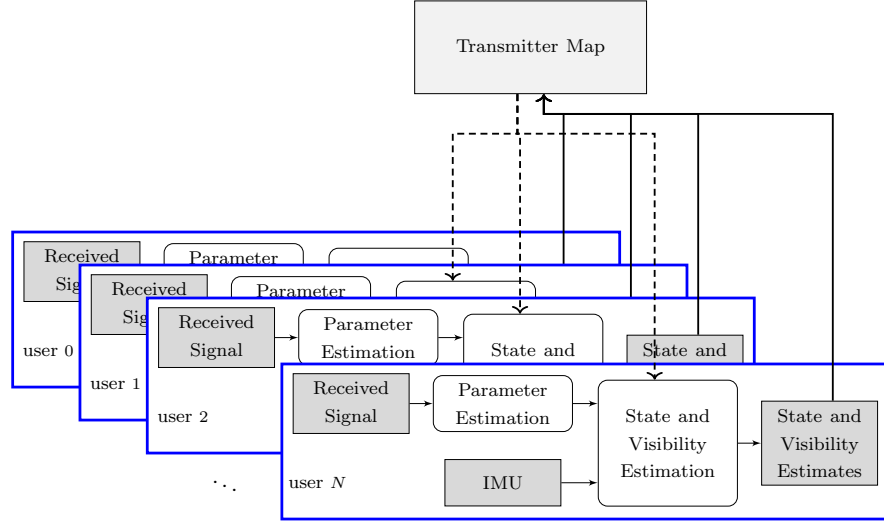 Transmitter Map
Received
Parameter
user 0
Received
Parameter
user 1
Received
Signal
Parameter
Estimation
State and
State and
user 2
Received
Signal
Parameter
Estimation
State and
Visibility
Estimation
State and
Visibility
Estimates
IMU
user N
⋱